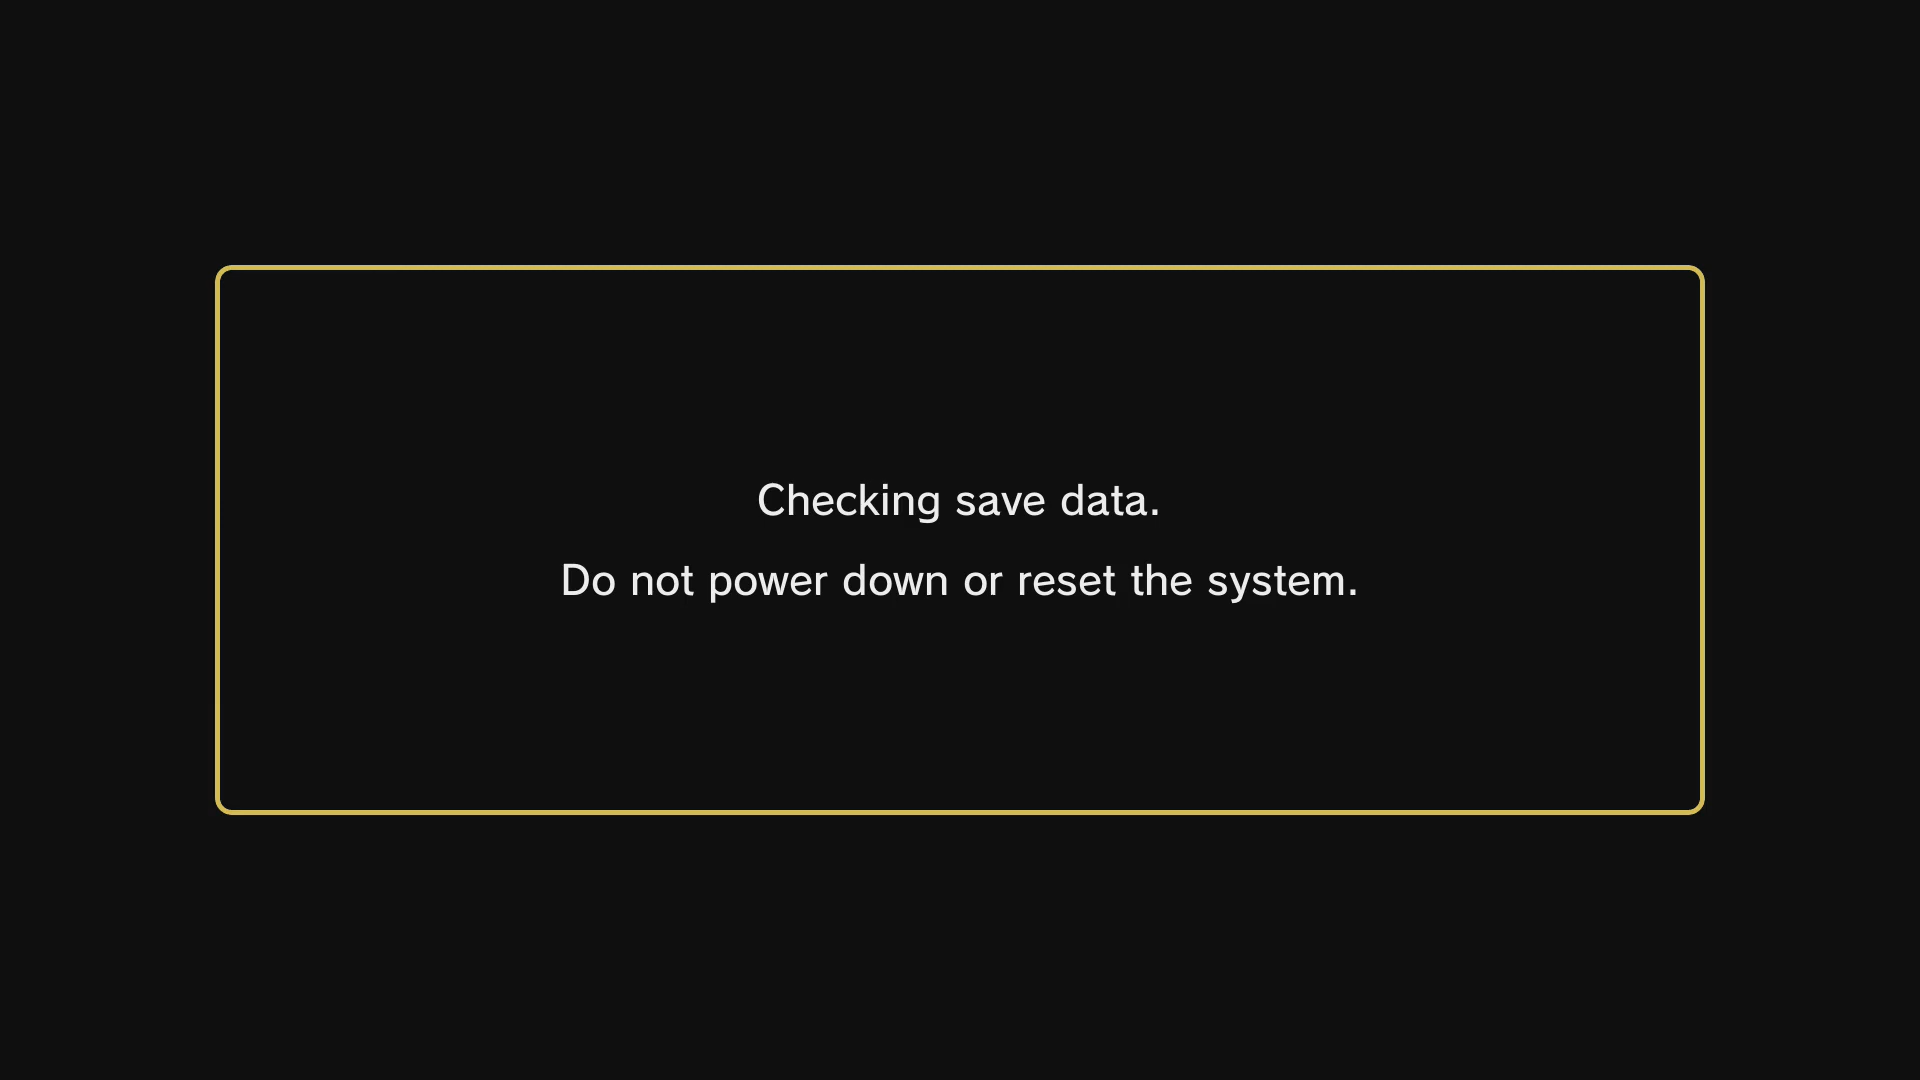 Checking save data.
Do not power down or reset the system.